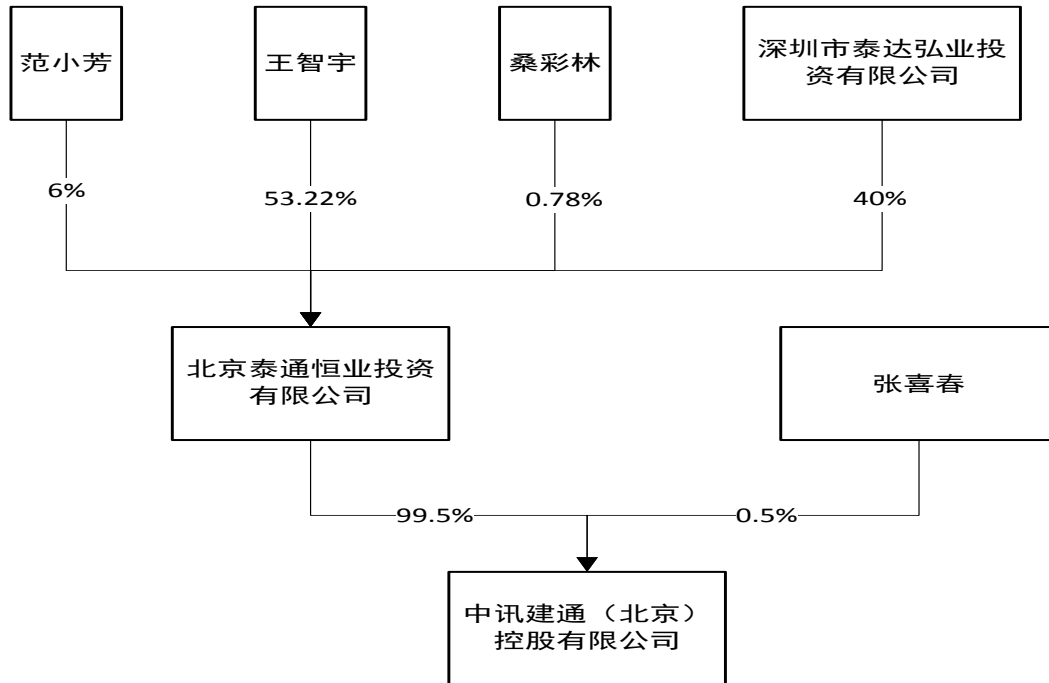 范小芳
王智宇
桑彩林
深圳市泰达弘业投
资有限公司
6%
53.22%
0.78%
40%
北京泰通恒业投资
有限公司
张喜春
99.5%
0.5%
中讯建通（北京）
控股有限公司